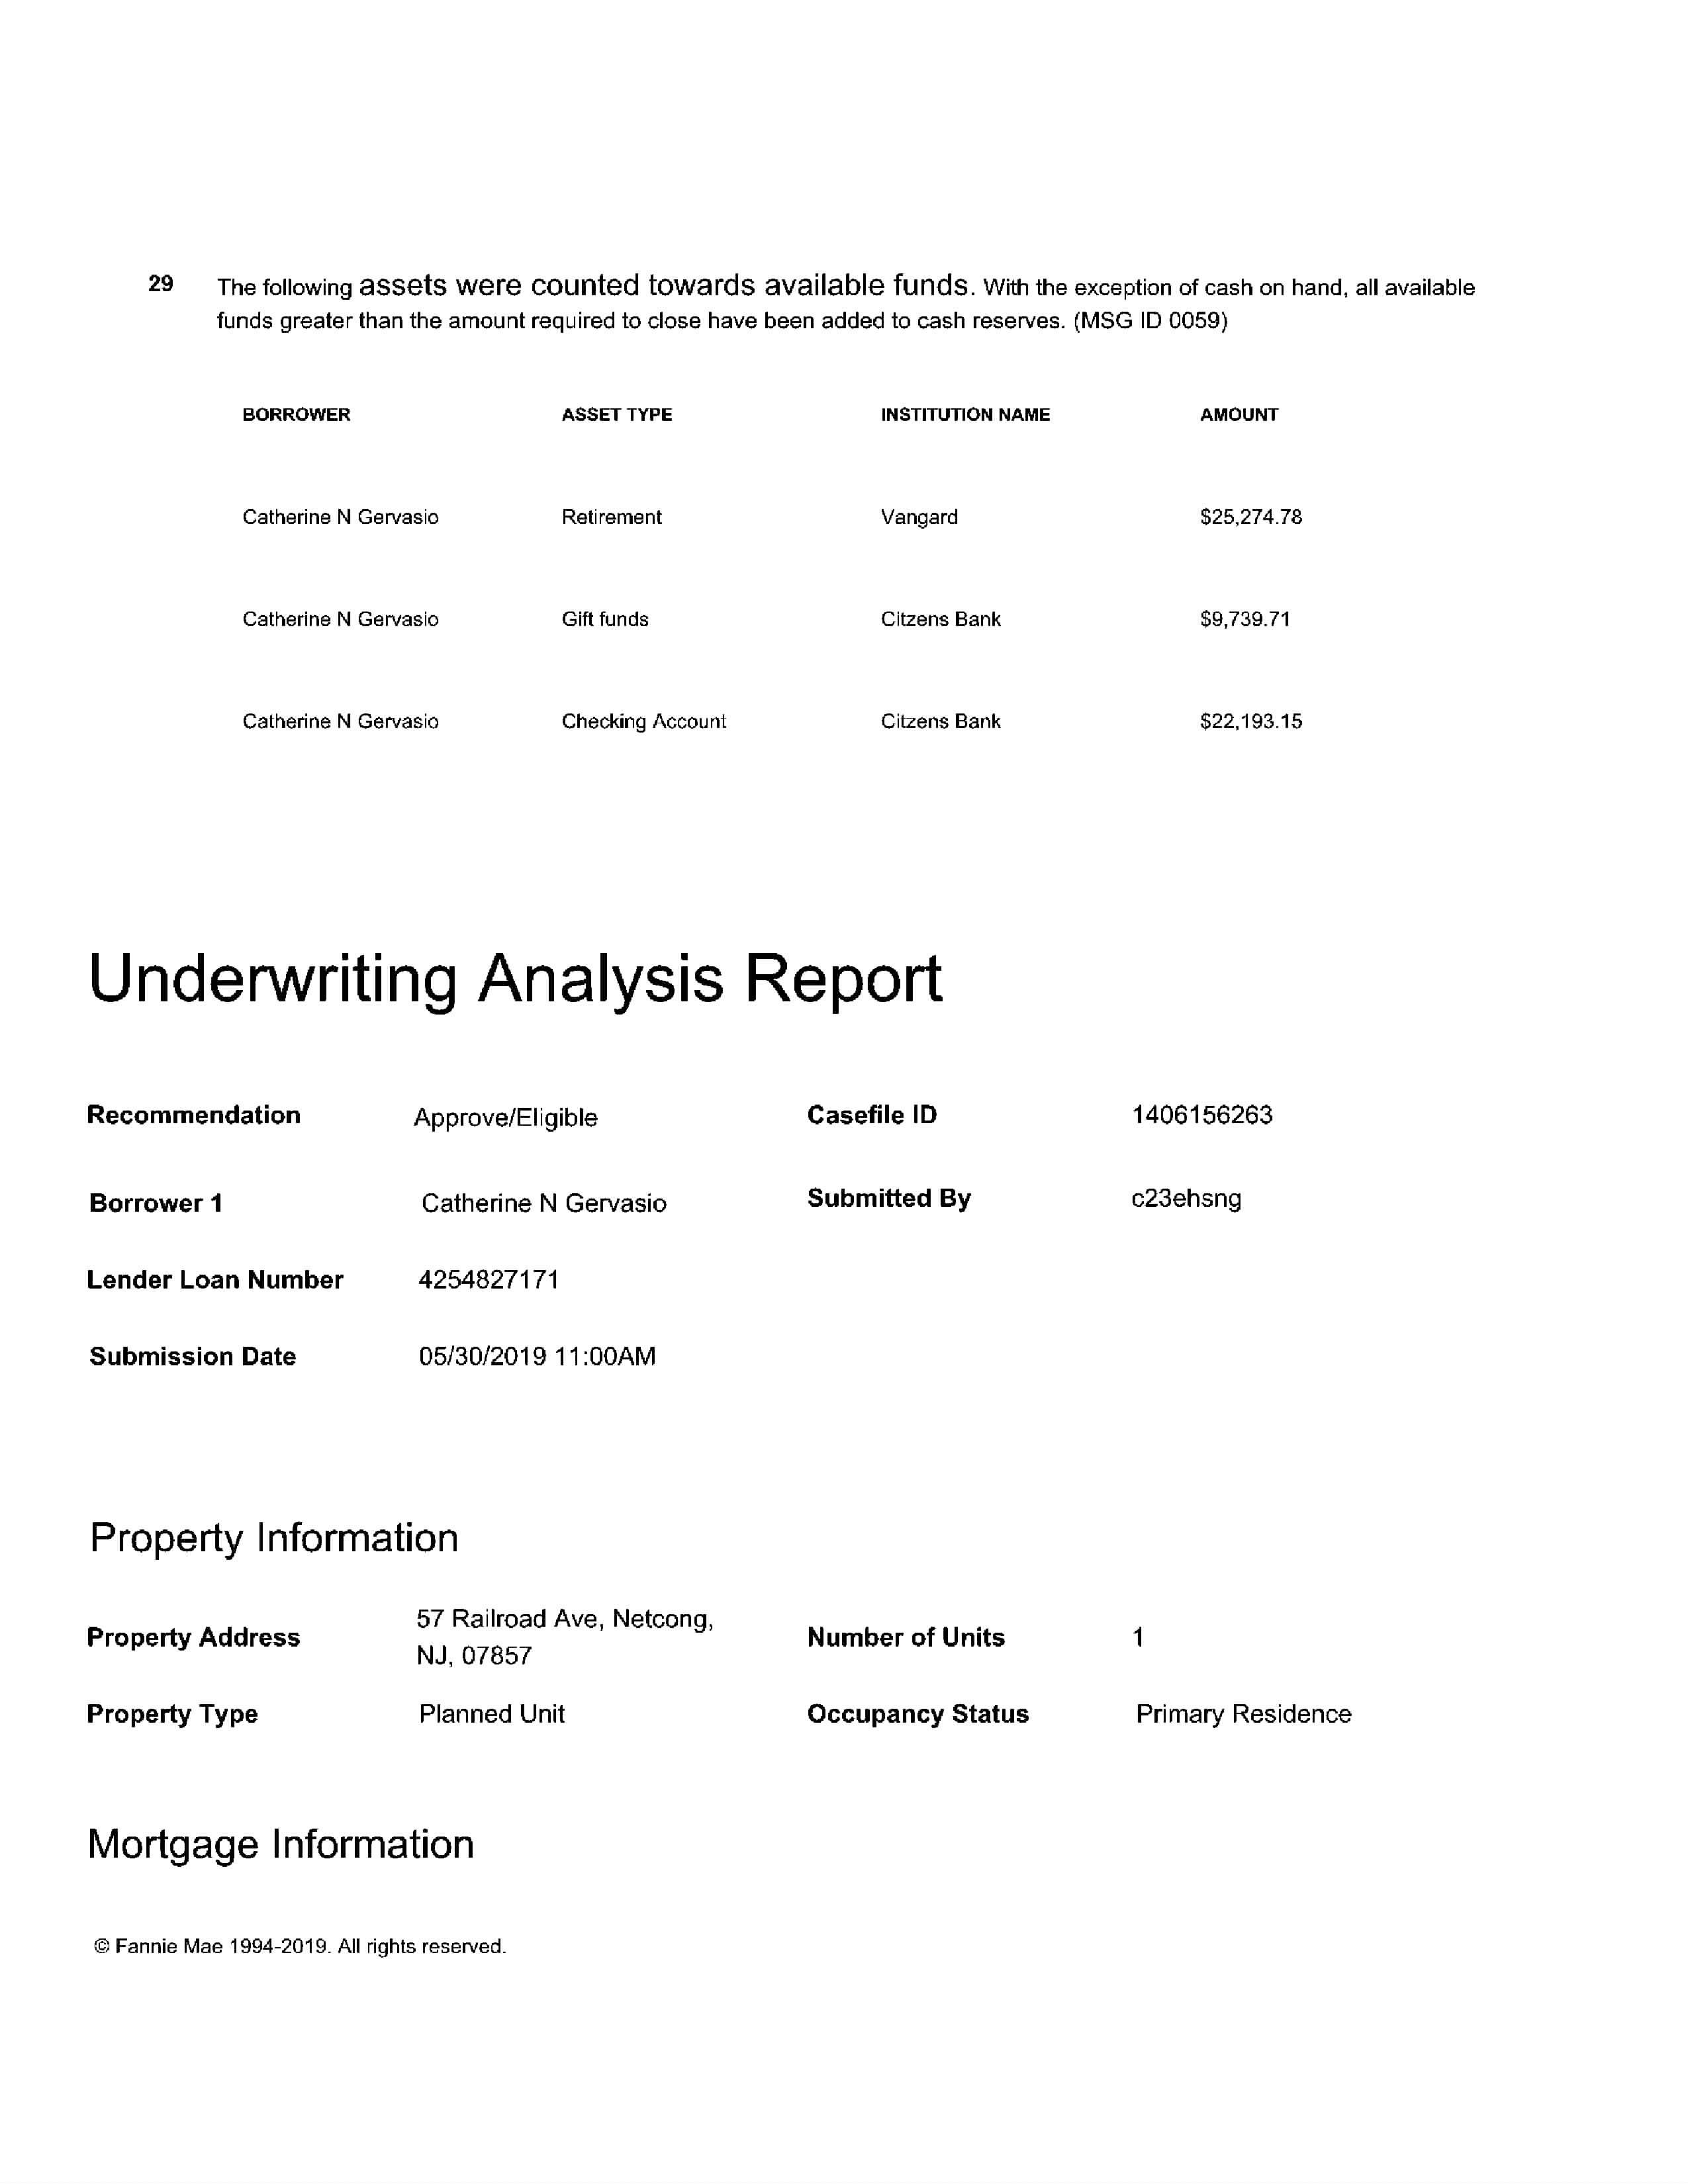 29 The following assets were counted towards available funds. With the exception of cash on hand, all available
funds greater than the amount required to close have been added to cash reserves. (MSG ID 0059)
BORROWER ASSET TYPE INSTITUTION NAME AMOUNT
Catherine N Gervasio Retirement Vangard $25,274.78
Catherine N Gervasio Gift funds Citzens Bank $9,739.71
Catherine N Gervasio Checking Account Citzens Bank $22,193.15
Underwriting Analysis Report
Recommendation Approve/Eligible Casefile ID 1406156263
Borrower 1 Catherine N Gervasio Submitted By c23ehsng
Lender Loan Number 4254827171
Submission Date 05/30/2019 11:00AM
Property Information
Property Address 57 Railroad Ave, Netcong, NJ, 07857 Number of Units 1
Property Type Planned Unit Occupancy Status Primary Residence
Mortgage Information
© Fannie Mae 1994-2019. All rights reserved.